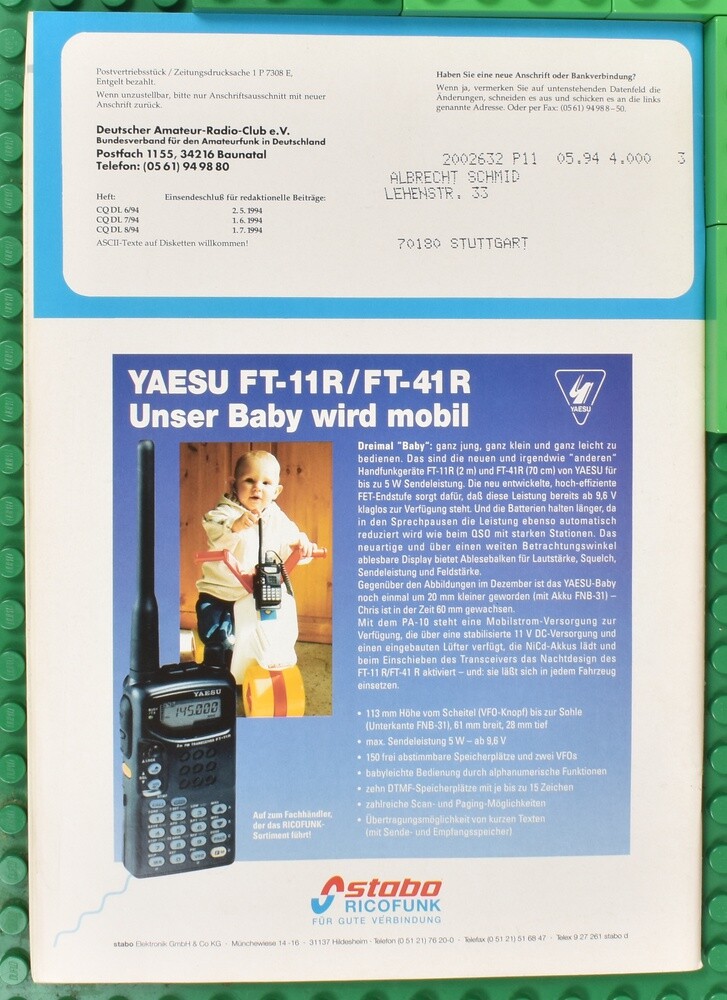 Postvertriebsstück / Zeitungsdrucksache 1 P 7308 E,
Entgelt bezahlt.
Wenn unzustellbar, bitte nur Anschriftsausschnitt mit neuer
Anschrift zurück.
Deutscher Amateur-Radio-Club e.V.
Bundesverband für den Amateurfunk in Deutschland
Postfach 11 55, 34216 Baunatal
Telefon: (05 61) 94 98 80
Heft: Einsendeschluß für redaktionelle Beiträge:
CQ DL 6/94 2. 5. 1994
CQ DL 7/94 1. 6. 1994
CQ DL 8/94 1. 7. 1994
ASCII-Texte auf Disketten willkommen!
Haben Sie eine neue Anschrift oder Bankverbindung?
Wenn ja, vermerken Sie auf untenstehenden Datenfeld die
Änderungen, schneiden es aus und schicken es an die links
genannte Adresse. Oder per Fax: (05 61) 9 49 88 – 50.
2002632 P11 05.94 4.000 3
ALBRECHT SCHMID
LEHENSTR. 33
70180 STUTTGART
YAESU FT-11R/FT-41R
Unser Baby wird mobil
YAESU
Dreimal "Baby": ganz jung, ganz klein und ganz leicht zu
bedienen. Das sind die neuen und irgendwie "anderen"
Handfunkgeräte FT-11R (2 m) und FT-41R (70 cm) von YAESU für
bis zu 5 W Sendeleistung. Die neu entwickelte, hoch-effiziente
FET-Endstufe sorgt dafür, daß diese Leistung bereits ab 9,6 V
klaglos zur Verfügung steht. Und die Batterien halten länger, da
in den Sprechpausen die Leistung ebenso automatisch
reduziert wird wie beim QSO mit starken Stationen. Das
neuartige und über einen weiten Betrachtungswinkel
ablesbare Display bietet Ablesebalken für Lautstärke, Squelch,
Sendeleistung und Feldstärke.
Gegenüber den Abbildungen im Dezember ist das YAESU-Baby
noch einmal um 20 mm kleiner geworden (mit Akku FNB-31) –
Chris ist in der Zeit 60 mm gewachsen.
Mit dem PA-10 steht eine Mobilstrom-Versorgung zur
Verfügung, die über eine stabilisierte 11 V DC-Versorgung und
einen eingebauten Lüfter verfügt, die NiCd-Akkus lädt und
beim Einschieben des Transceivers das Nachtdesign des
FT-11 R/FT-41 R aktiviert – und: sie läßt sich in jedem Fahrzeug
einsetzen.
• 113 mm Höhe vom Scheitel (VFO-Knopf) bis zur Sohle
(Unterkante FNB-31), 61 mm breit, 28 mm tief
• max. Sendeleistung 5 W – ab 9,6 V
• 150 frei abstimmbare Speicherplätze und zwei VFOs
• babyleichte Bedienung durch alphanumerische Funktionen
• zehn DTMF-Speicherplätze mit je bis zu 15 Zeichen
• zahlreiche Scan- und Paging-Möglichkeiten
• Übertragungsmöglichkeit von kurzen Texten
(mit Sende- und Empfangsspeicher)
YAESU
145.000
Auf zum Fachhändler,
der das RICOFUNK-
Sortiment führt!
stabo
RICOFUNK
FÜR GUTE VERBINDUNG
stabo Elektronik GmbH & Co KG · Münchewiese 14 -16 · 31137 Hildesheim · Telefon (0 51 21) 76 20-0 · Telefax (0 51 21) 51 68 47 · Telex 9 27 261 stabo d